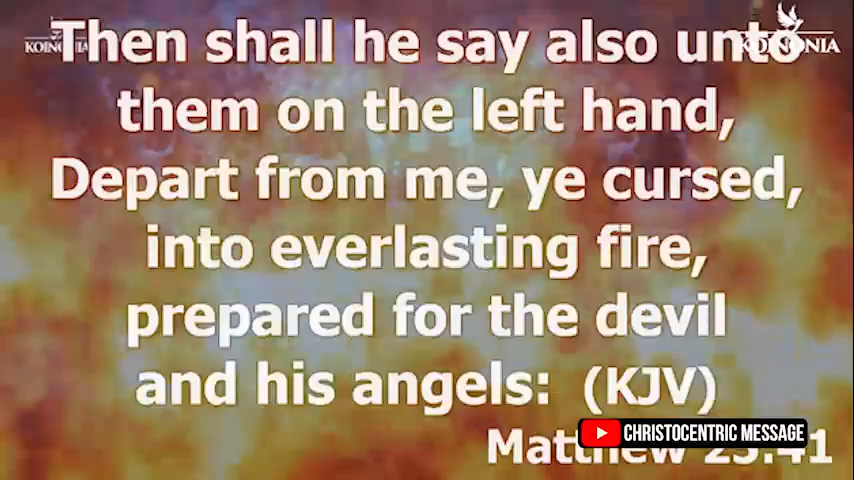 Then shall he say also unto
them on the left hand,
Depart from me, ye cursed,
into everlasting fire,
prepared for the devil
and his angels: (KJV)
Matthew 25:41
KOINONIA
KOINONIA
CHRISTOCENTRIC MESSAGE